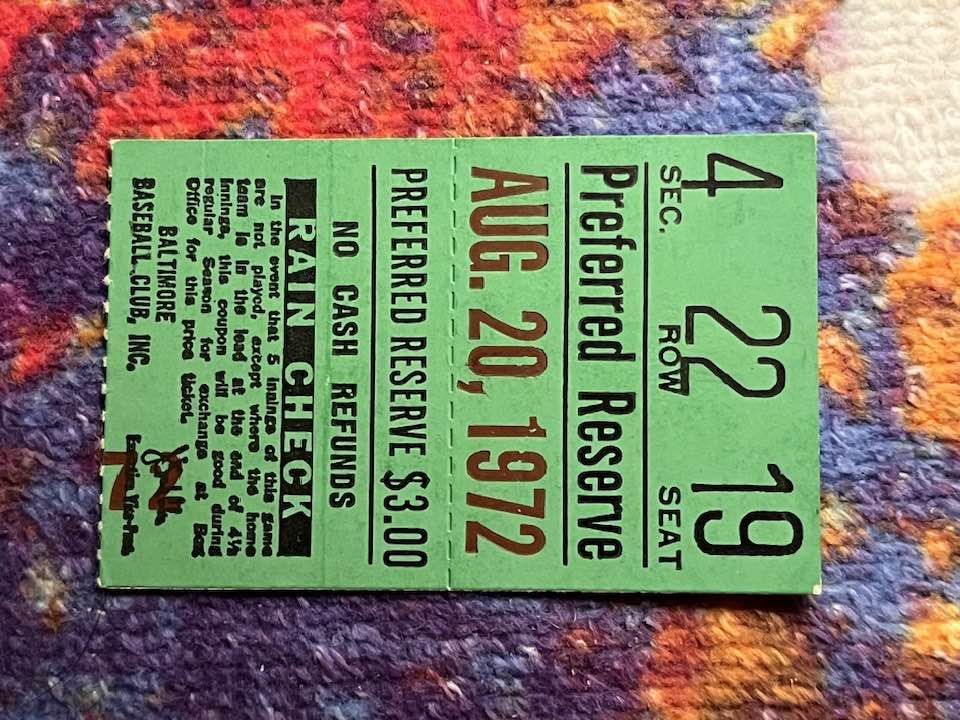 4 22 19
SEC. ROW SEAT
Preferred Reserve
AUG. 20, 1972
PREFERRED RESERVE $3.00
NO CASH REFUNDS
RAIN CHECK
In the event that 5 innings of this game
are not played, except where the home
team is in the lead at the end of 4½
innings, this coupon will be good during
regular Season for exchange at Box
Office for this price ticket.
BALTIMORE
BASEBALL CLUB, INC.